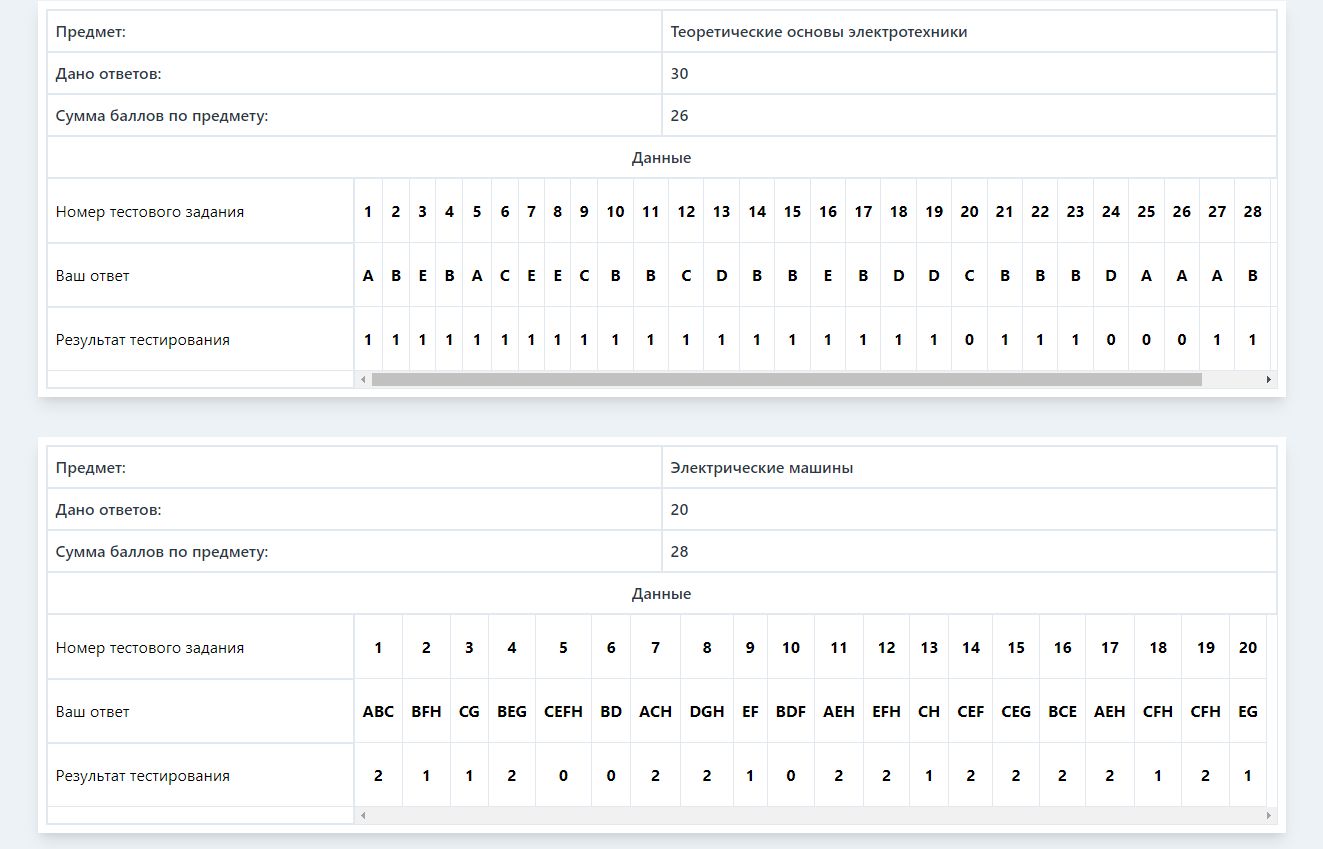 Предмет: Теоретические основы электротехники
Дано ответов: 30
Сумма баллов по предмету: 26
Данные
Номер тестового задания 1 2 3 4 5 6 7 8 9 10 11 12 13 14 15 16 17 18 19 20 21 22 23 24 25 26 27 28
Ваш ответ A B E B A C E E C B B C D B B E B D D C B B B D A A A B
Результат тестирования 1 1 1 1 1 1 1 1 1 1 1 1 1 1 1 1 1 1 1 0 1 1 1 0 0 0 1 1
Предмет: Электрические машины
Дано ответов: 20
Сумма баллов по предмету: 28
Данные
Номер тестового задания 1 2 3 4 5 6 7 8 9 10 11 12 13 14 15 16 17 18 19 20
Ваш ответ ABC BFH CG BEG CEFH BD ACH DGH EF BDF AEH EFH CH CEF CEG BCE AEH CFH CFH EG
Результат тестирования 2 1 1 2 0 0 2 2 1 0 2 2 1 2 2 2 2 1 2 1